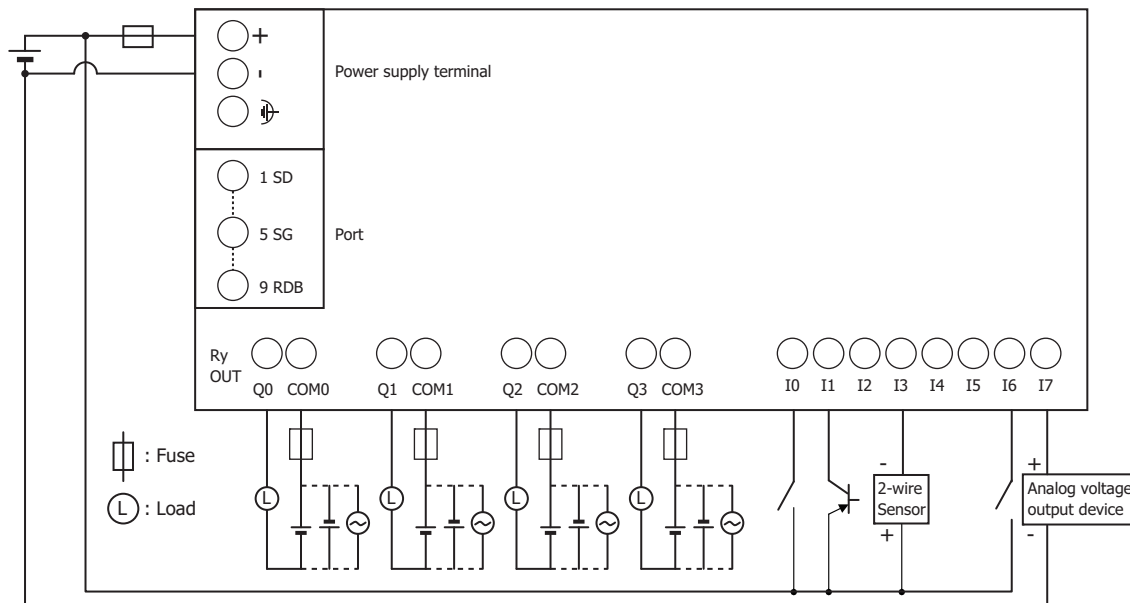 +
-
Power supply terminal
1 SD
5 SG
Port
9 RDB
Ry
OUT
Q0 COM0 Q1 COM1 Q2 COM2 Q3 COM3 I0 I1 I2 I3 I4 I5 I6 I7
: Fuse
L : Load
L
L
L
L
-
2-wire
Sensor
+
+
Analog voltage
output device
-